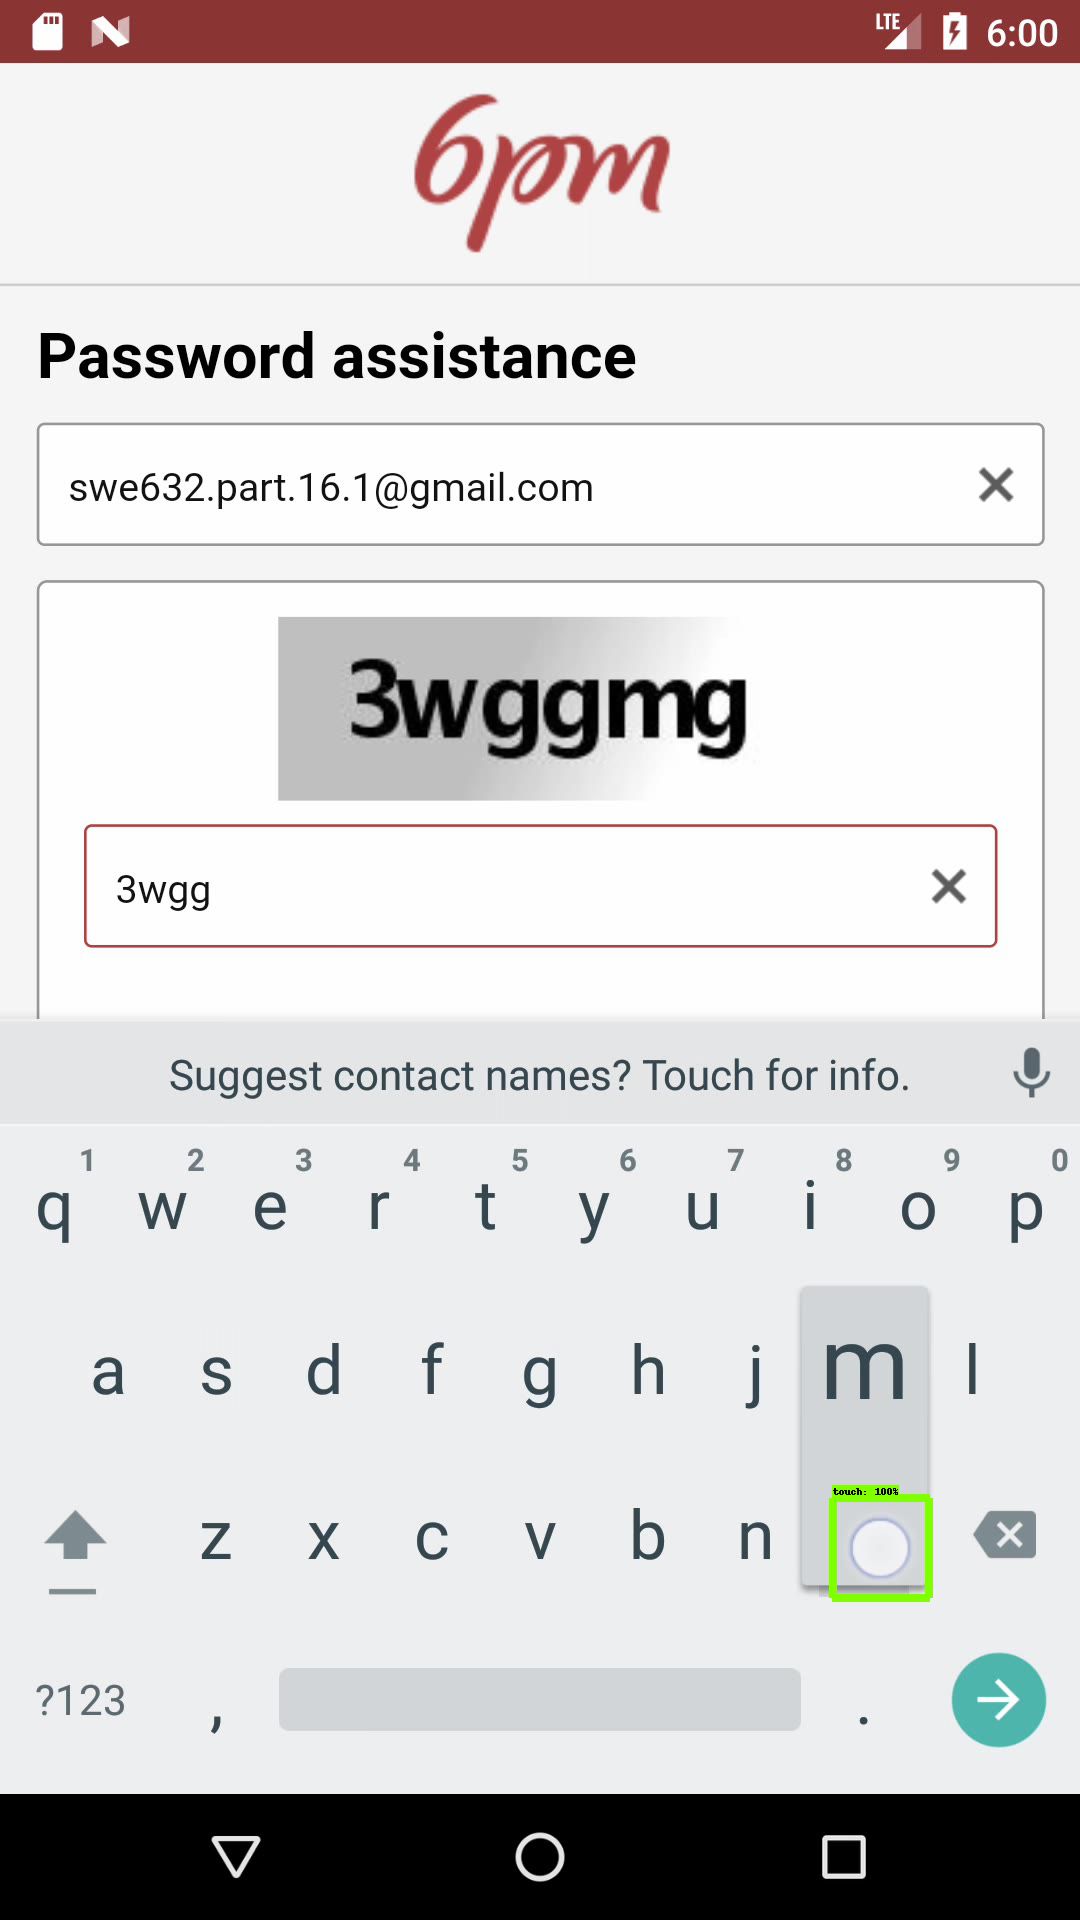 LTE 6:00
6pm
Password assistance
swe632.part.16.1@gmail.com
3wggmg
3wgg
Suggest contact names? Touch for info.
1 2 3 4 5 6 7 8 9 0
q w e r t y u i o p
a s d f g h j m l
touch: 100%
z x c v b n
?123 , .